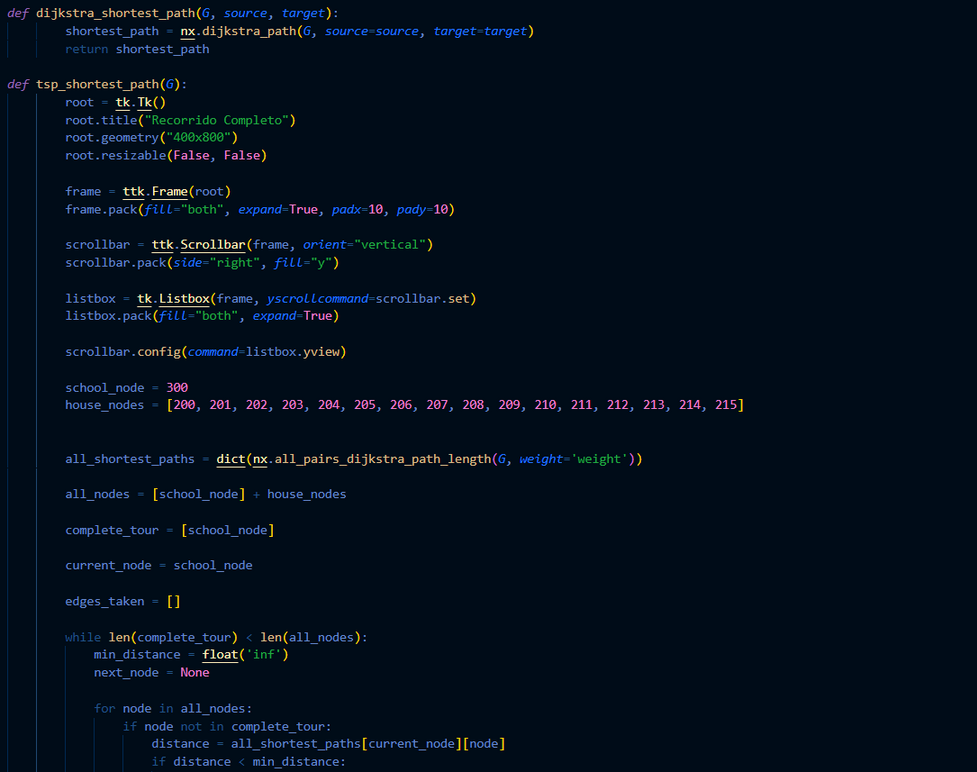 def dijkstra_shortest_path(G, source, target):
shortest_path = nx.dijkstra_path(G, source=source, target=target)
return shortest_path
def tsp_shortest_path(G):
root = tk.Tk()
root.title("Recorrido Completo")
root.geometry("400x800")
root.resizable(False, False)
frame = ttk.Frame(root)
frame.pack(fill="both", expand=True, padx=10, pady=10)
scrollbar = ttk.Scrollbar(frame, orient="vertical")
scrollbar.pack(side="right", fill="y")
listbox = tk.Listbox(frame, yscrollcommand=scrollbar.set)
listbox.pack(fill="both", expand=True)
scrollbar.config(command=listbox.yview)
school_node = 300
house_nodes = [200, 201, 202, 203, 204, 205, 206, 207, 208, 209, 210, 211, 212, 213, 214, 215]
all_shortest_paths = dict(nx.all_pairs_dijkstra_path_length(G, weight='weight'))
all_nodes = [school_node] + house_nodes
complete_tour = [school_node]
current_node = school_node
edges_taken = []
while len(complete_tour) < len(all_nodes):
min_distance = float('inf')
next_node = None
for node in all_nodes:
if node not in complete_tour:
distance = all_shortest_paths[current_node][node]
if distance < min_distance: